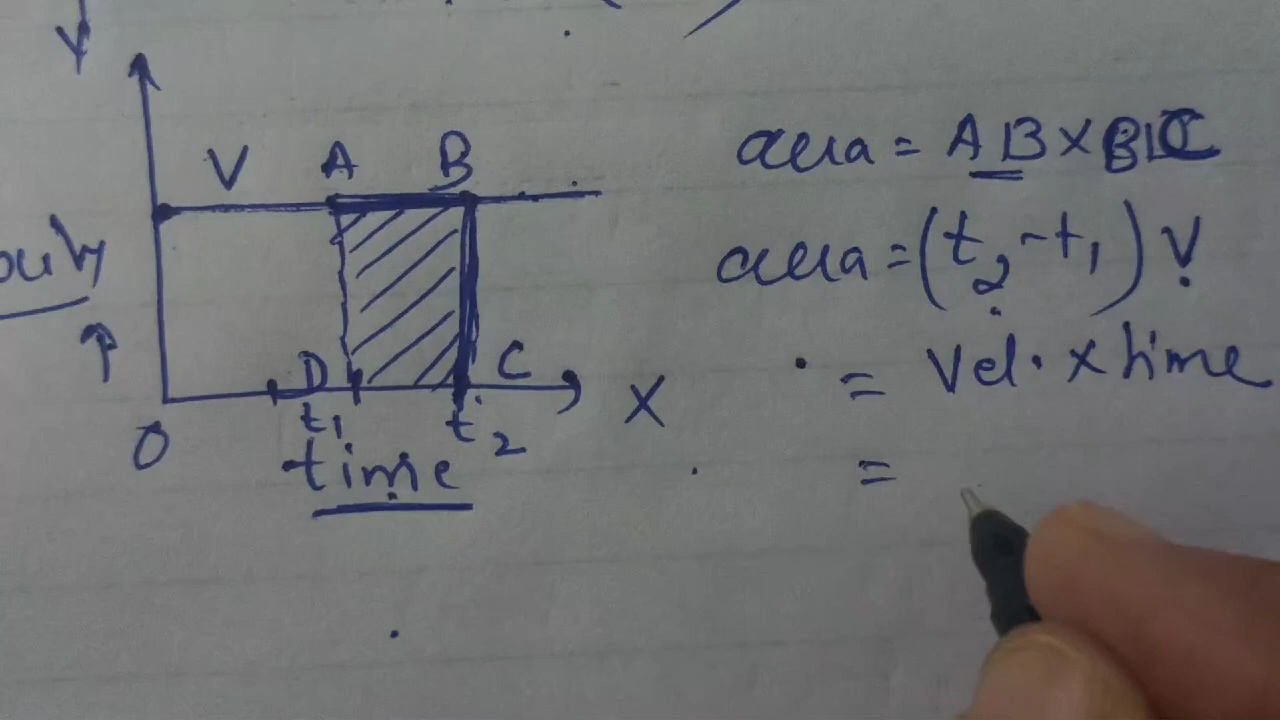 V A B
area = AB x BC
area = (t2 - t1) V
= Vel. x time
=
D C
t1 t2
O X
time